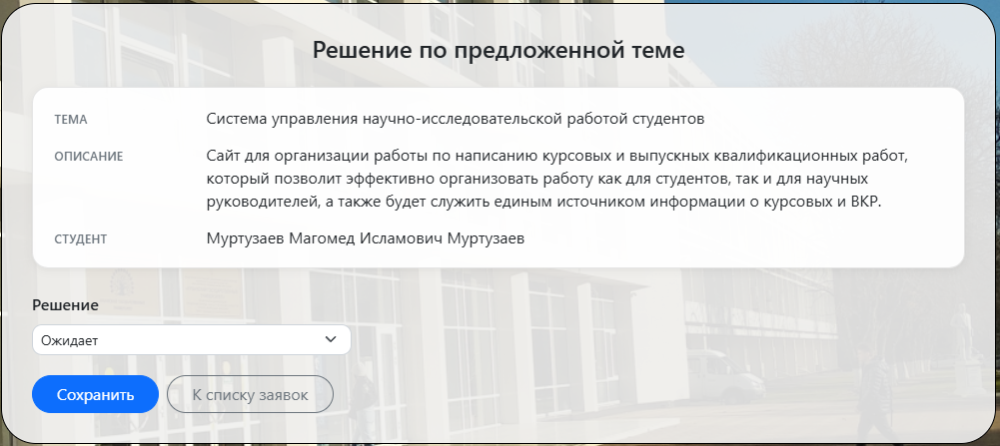 Решение по предложенной теме
ТЕМА
Система управления научно-исследовательской работой студентов
ОПИСАНИЕ
Сайт для организации работы по написанию курсовых и выпускных квалификационных работ,
который позволит эффективно организовать работу как для студентов, так и для научных
руководителей, а также будет служить единым источником информации о курсовых и ВКР.
СТУДЕНТ
Муртузаев Магомед Исламович Муртузаев
Решение
Ожидает
Сохранить
К списку заявок